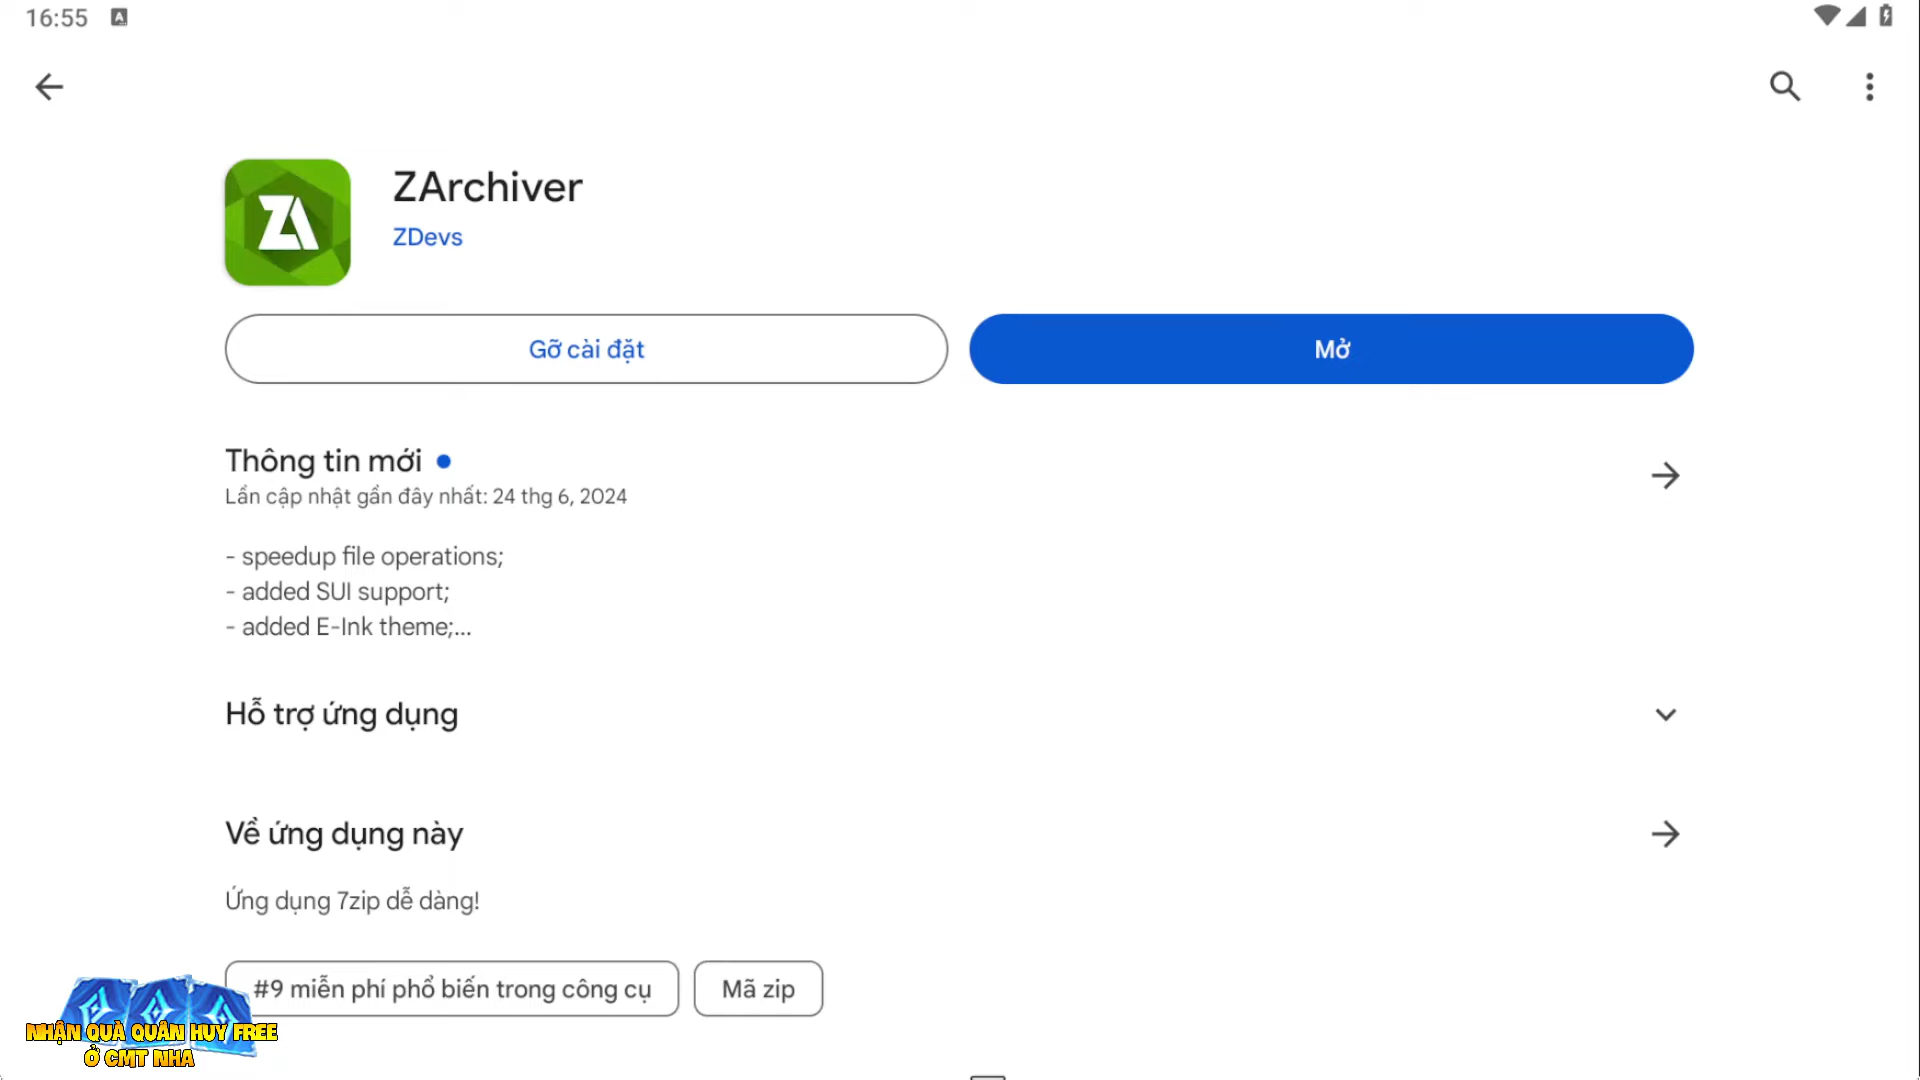 16:55
A
ZArchiver
ZA
ZDevs
Gỡ cài đặt
Mở
Thông tin mới
Lần cập nhật gần đây nhất: 24 thg 6, 2024
- speedup file operations;
- added SUI support;
- added E-Ink theme;...
Hỗ trợ ứng dụng
Về ứng dụng này
Ứng dụng 7zip dễ dàng!
#9 miễn phí phổ biến trong công cụ
Mã zip
NHẬN QUÀ QUÂN HUY FREE
Ở CMT NHA